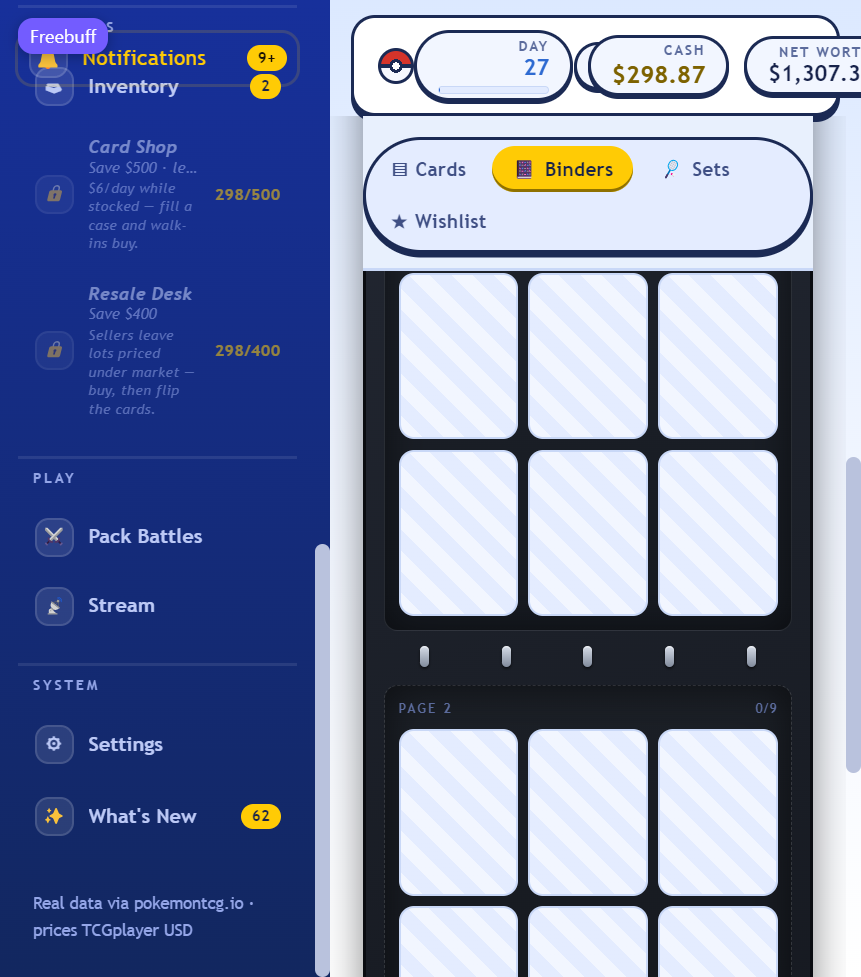 Freebuff
S
Notifications
9+
Inventory
2
Card Shop
Save $500 · le…
$6/day while
stocked — fill a
case and walk-
ins buy.
298/500
Resale Desk
Save $400
Sellers leave
lots priced
under market —
buy, then flip
the cards.
298/400
PLAY
Pack Battles
Stream
SYSTEM
Settings
What's New
62
Real data via pokemontcg.io ·
prices TCGplayer USD
DAY
27
CASH
$298.87
NET WORT
$1,307.3
Cards
Binders
Sets
Wishlist
PAGE 2
0/9